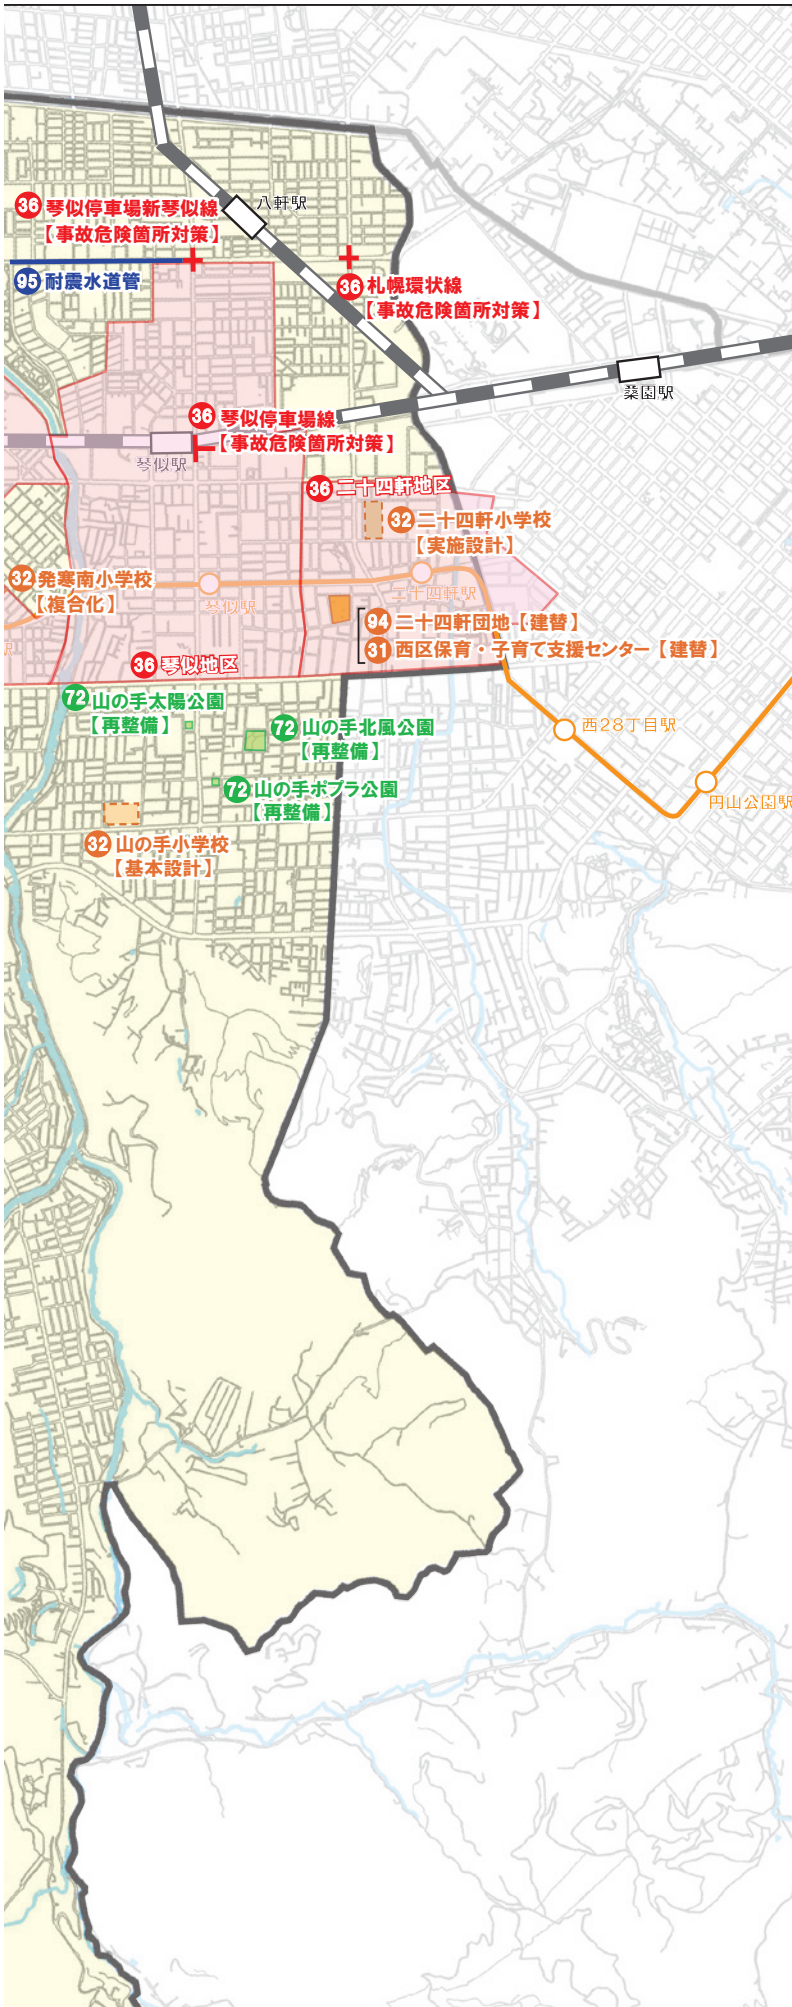 八軒駅
36 琴似停車場新琴似線
【事故危険箇所対策】
95 耐震水道管
36 札幌環状線
【事故危険箇所対策】
桑園駅
36 琴似停車場線
【事故危険箇所対策】
琴似駅
36 二十四軒地区
32 二十四軒小学校
【実施設計】
32 発寒南小学校
【複合化】
琴似駅
二十四軒駅
94 二十四軒団地【建替】
31 西区保育・子育て支援センター【建替】
駅
36 琴似地区
72 山の手太陽公園
【再整備】
72 山の手北風公園
【再整備】
西28丁目駅
72 山の手ポプラ公園
【再整備】
円山公園駅
32 山の手小学校
【基本設計】